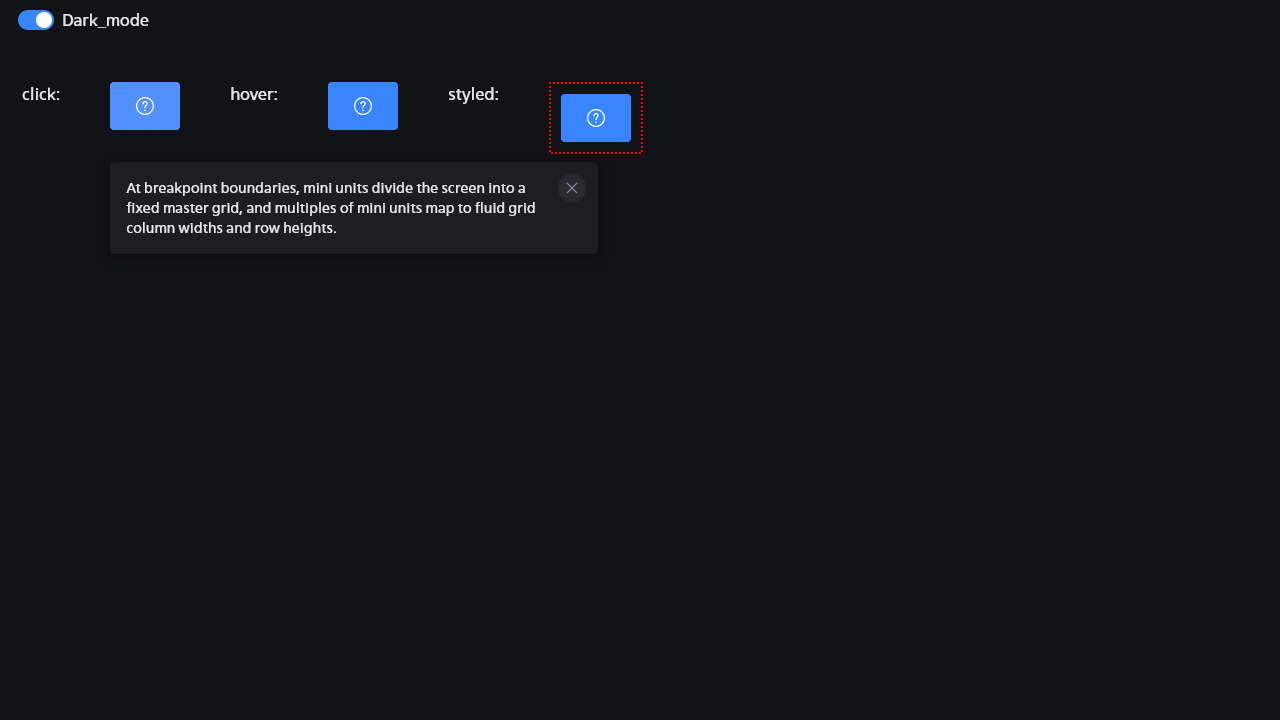 Dark_mode
click: hover: styled:
At breakpoint boundaries, mini units divide the screen into a
fixed master grid, and multiples of mini units map to fluid grid
column widths and row heights.